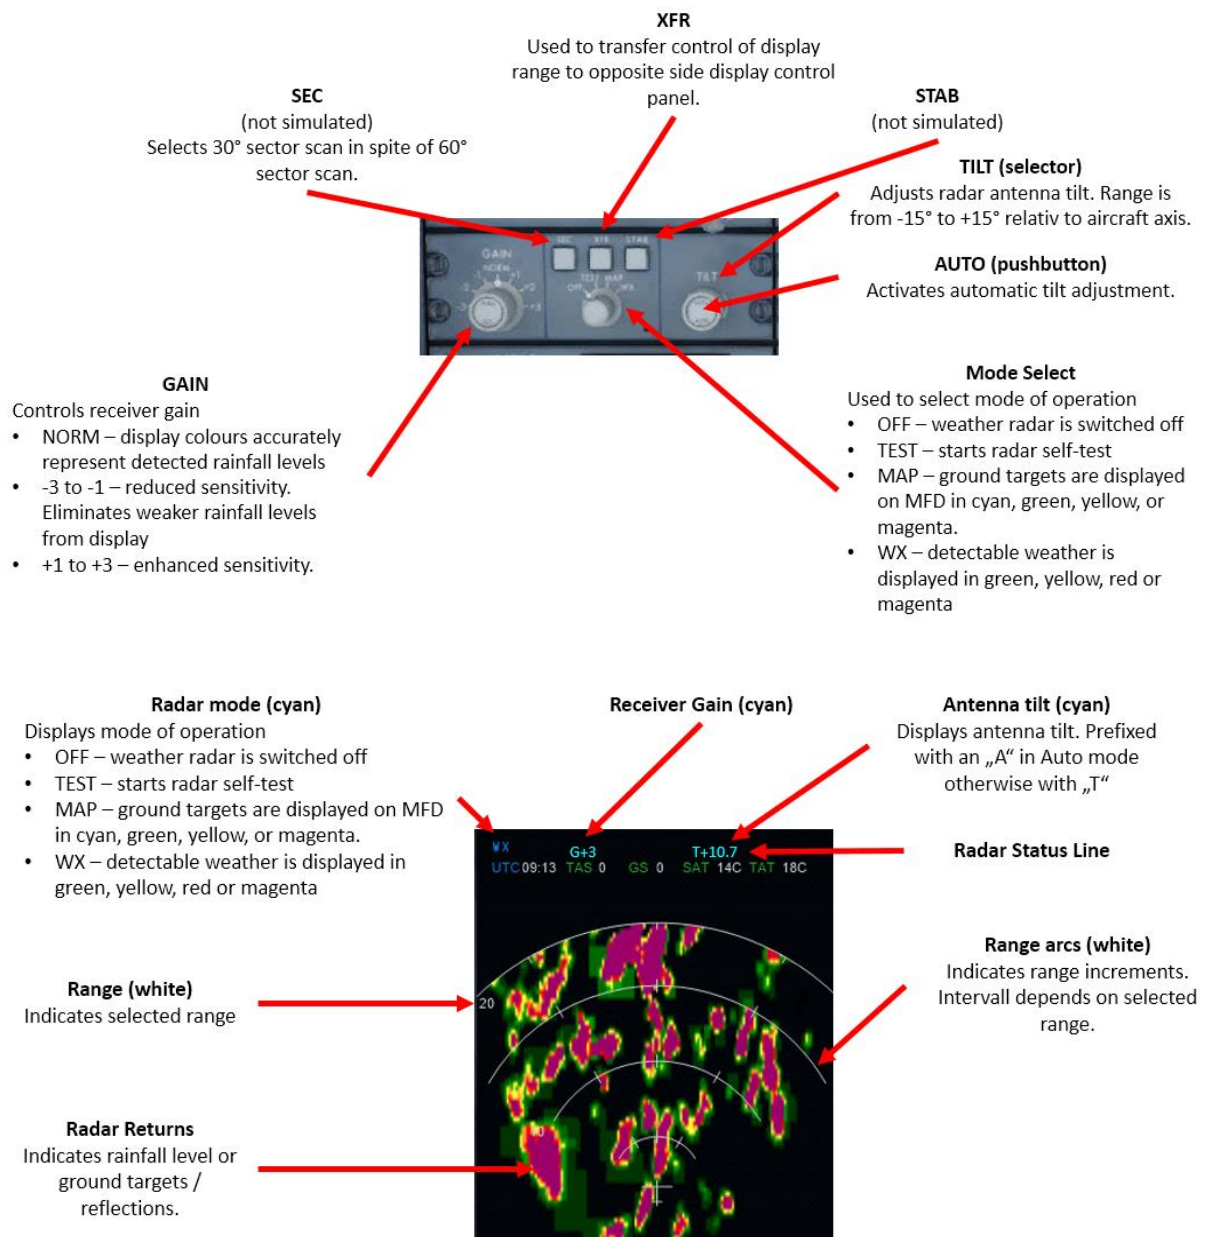 XFR
Used to transfer control of display
range to opposite side display control
panel.
SEC
(not simulated)
Selects 30° sector scan in spite of 60°
sector scan.
STAB
(not simulated)
TILT (selector)
Adjusts radar antenna tilt. Range is
from -15° to +15° relativ to aircraft axis.
AUTO (pushbutton)
Activates automatic tilt adjustment.
SEC XFR STAB
GAIN
NORM
-1 +1
-2 +2
-3 +3
TEST MAP
OFF WX
TILT
GAIN
Controls receiver gain
• NORM – display colours accurately
represent detected rainfall levels
• -3 to -1 – reduced sensitivity.
Eliminates weaker rainfall levels
from display
• +1 to +3 – enhanced sensitivity.
Mode Select
Used to select mode of operation
• OFF – weather radar is switched off
• TEST – starts radar self-test
• MAP – ground targets are displayed
on MFD in cyan, green, yellow, or
magenta.
• WX – detectable weather is
displayed in green, yellow, red or
magenta
Radar mode (cyan)
Displays mode of operation
• OFF – weather radar is switched off
• TEST – starts radar self-test
• MAP – ground targets are displayed on MFD
in cyan, green, yellow, or magenta.
• WX – detectable weather is displayed in
green, yellow, red or magenta
Receiver Gain (cyan)
Antenna tilt (cyan)
Displays antenna tilt. Prefixed
with an „A“ in Auto mode
otherwise with „T“
WX G+3 T+10.7
UTC 09:13 TAS 0 GS 0 SAT 14C TAT 18C
Radar Status Line
Range arcs (white)
Indicates range increments.
Intervall depends on selected
range.
Range (white)
Indicates selected range
20
10
Radar Returns
Indicates rainfall level or
ground targets /
reflections.